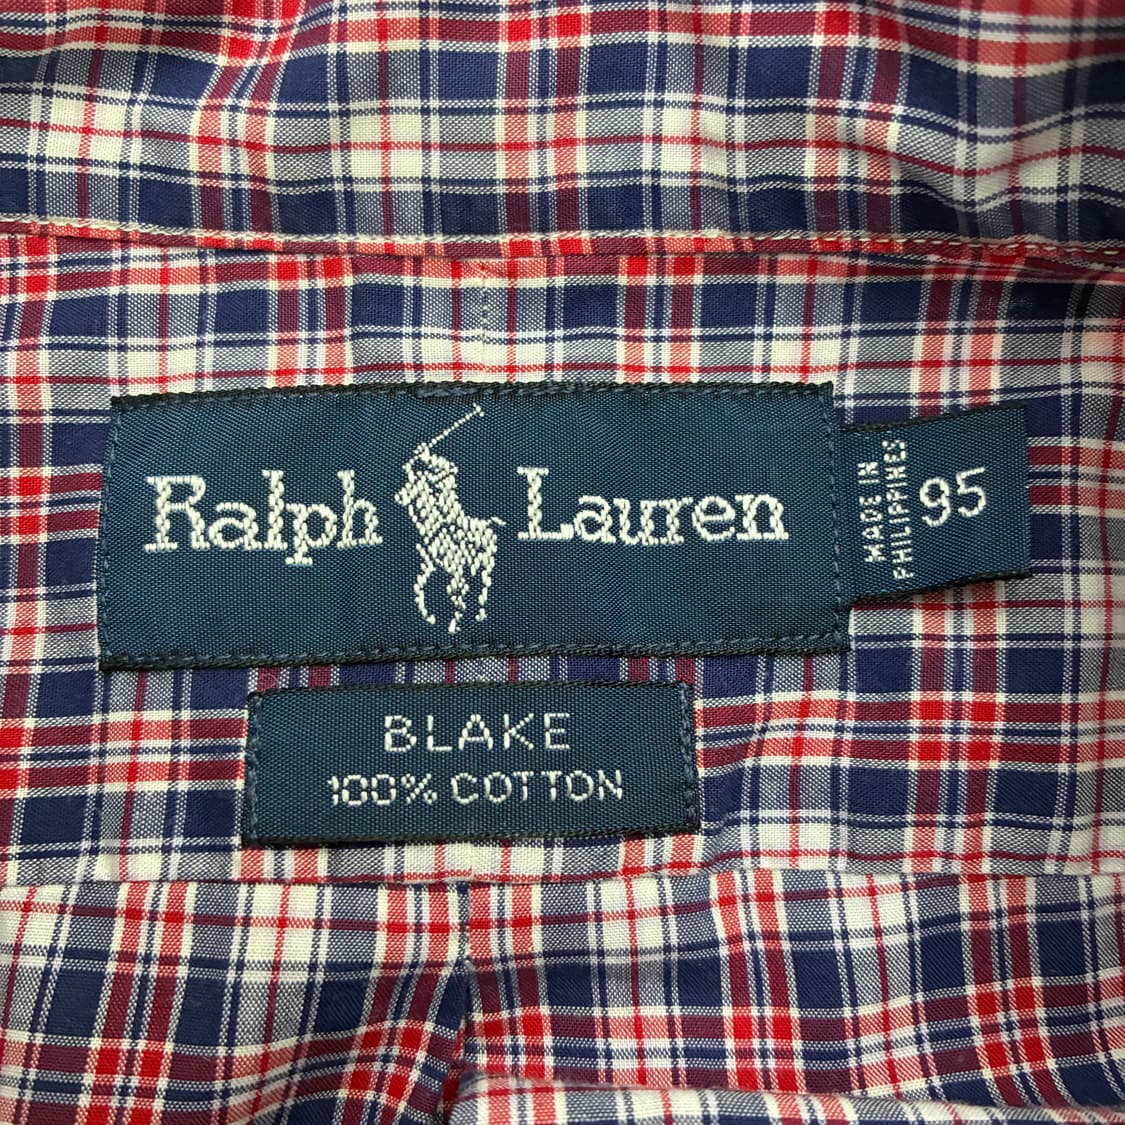 Ralph Lauren
MADE IN
PHILIPPINES
95
BLAKE
100% COTTON